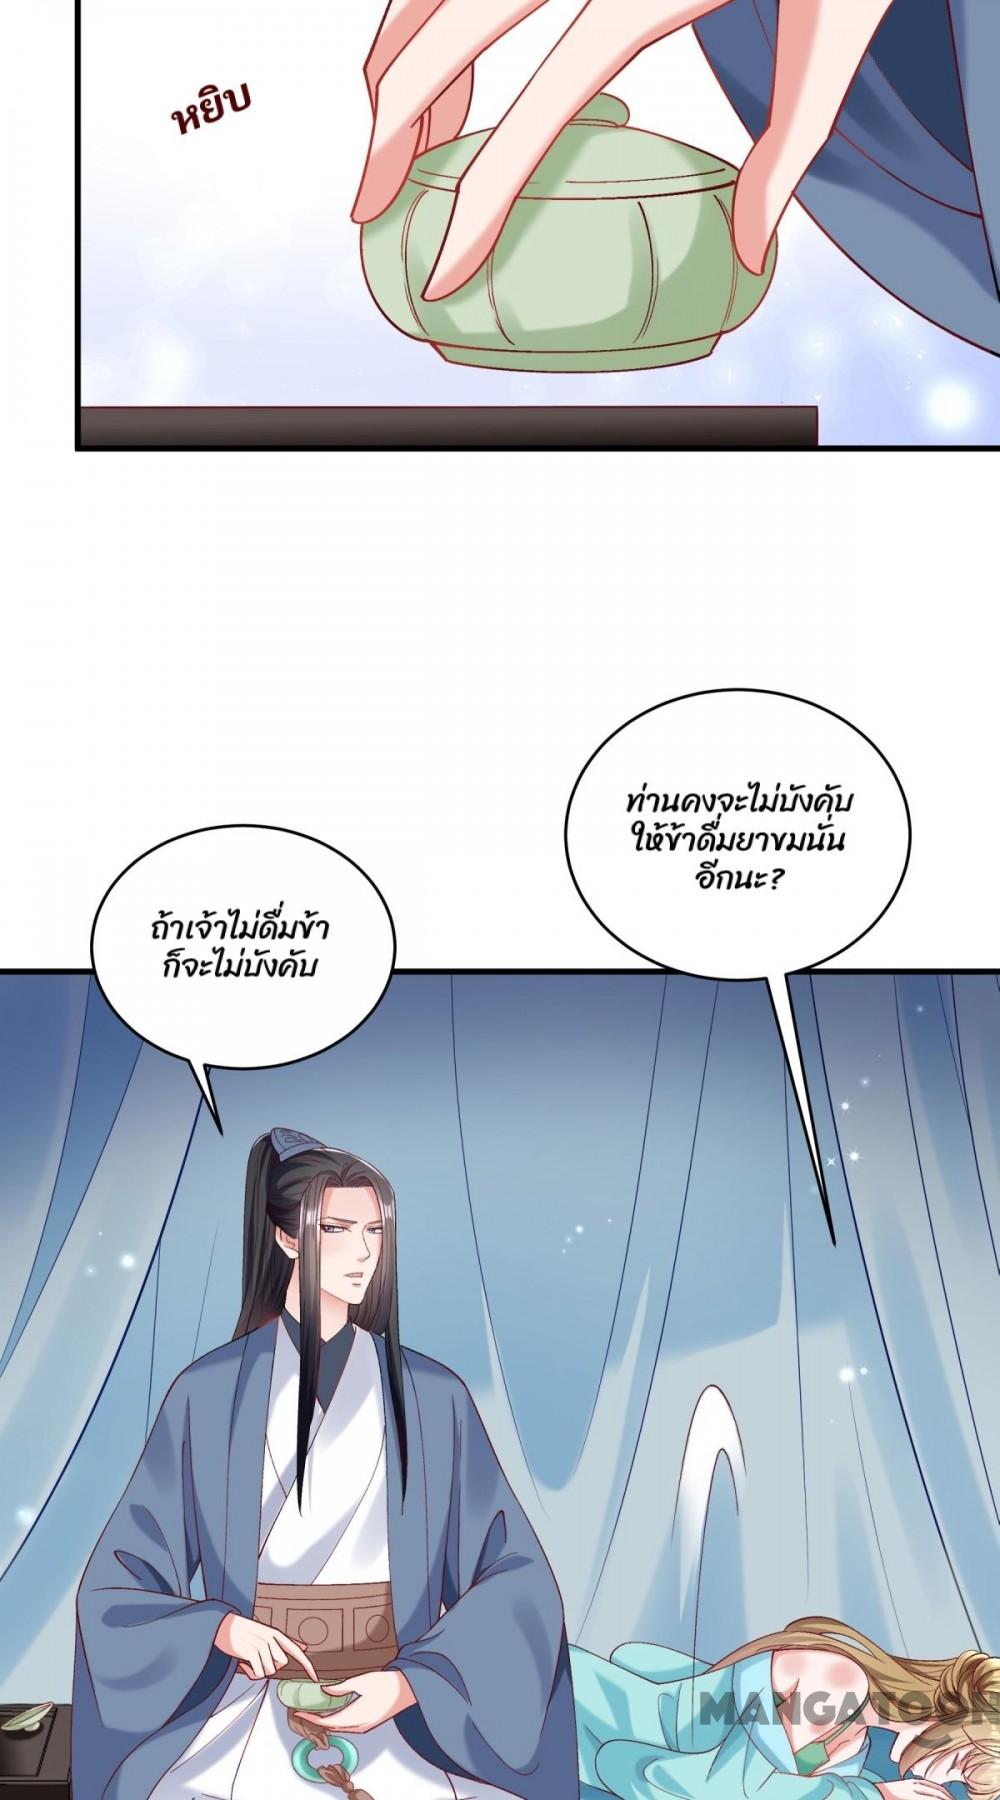 หยิบ
ท่านคงจะไม่บังคับ
ให้ข้าดื่มยาขมนั่น
อีกนะ?
ถ้าเจ้าไม่ดื่มข้า
ก็จะไม่บังคับ
MANGATOON